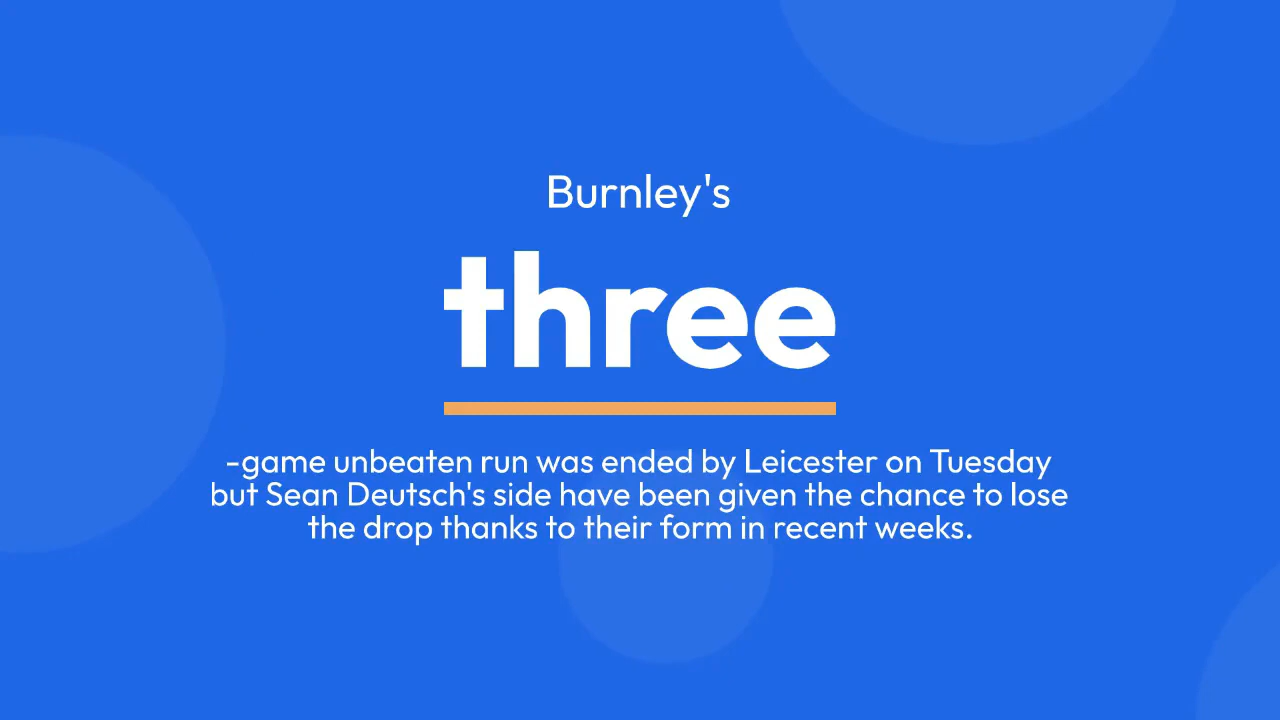 Burnley's
three
-game unbeaten run was ended by Leicester on Tuesday
but Sean Deutsch's side have been given the chance to lose
the drop thanks to their form in recent weeks.